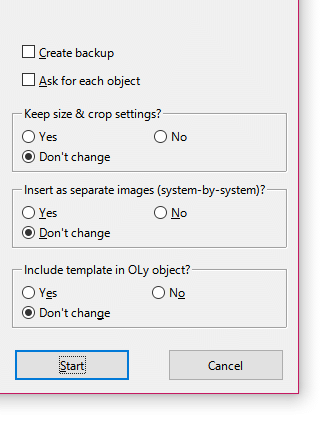 Create backup
Ask for each object
Keep size & crop settings?
Yes No
Don't change
Insert as separate images (system-by-system)?
Yes No
Don't change
Include template in OLy object?
Yes No
Don't change
Start Cancel